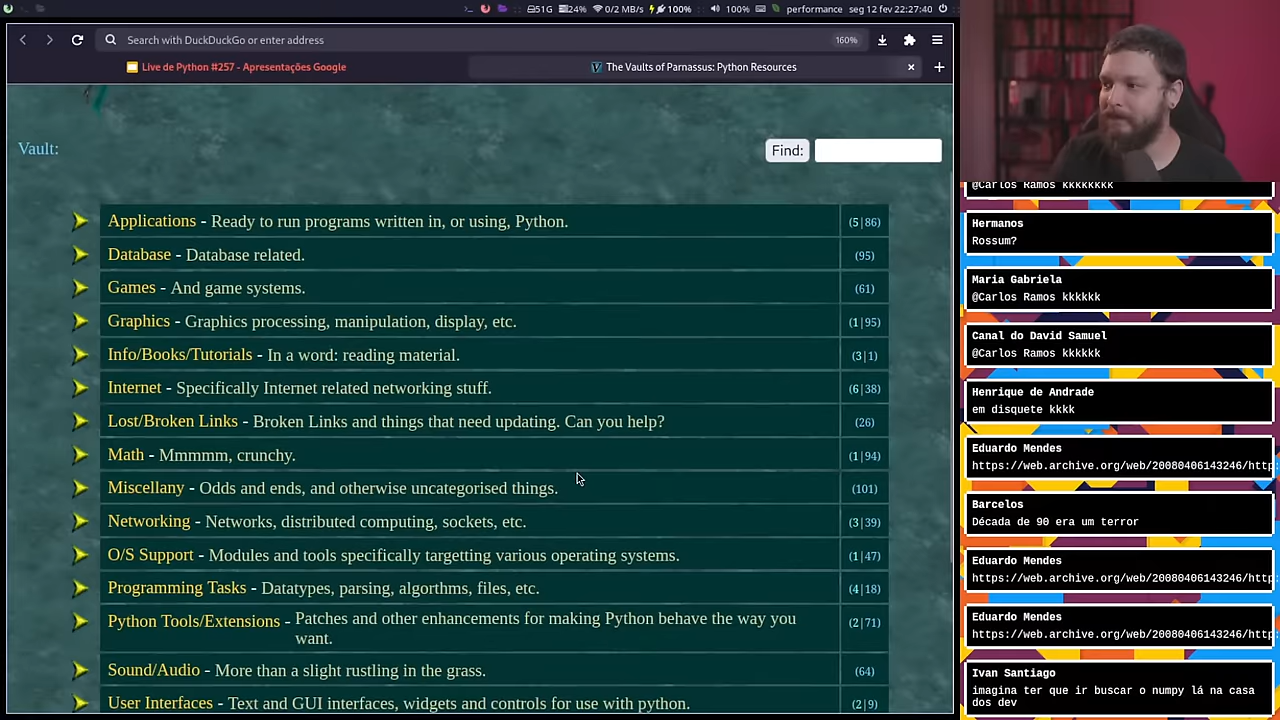 51G 24% 0/2 MB/s 100% 100% performance seg 12 fev 22:27:40
Search with DuckDuckGo or enter address 160%
Live de Python #257 - Apresentações Google The Vaults of Parnassus: Python Resources
Vault: Find:
Applications - Ready to run programs written in, or using, Python. (5|86)
Database - Database related. (95)
Games - And game systems. (61)
Graphics - Graphics processing, manipulation, display, etc. (1|95)
Info/Books/Tutorials - In a word: reading material. (3|1)
Internet - Specifically Internet related networking stuff. (6|38)
Lost/Broken Links - Broken Links and things that need updating. Can you help? (26)
Math - Mmmmm, crunchy. (1|94)
Miscellany - Odds and ends, and otherwise uncategorised things. (101)
Networking - Networks, distributed computing, sockets, etc. (3|39)
O/S Support - Modules and tools specifically targetting various operating systems. (1|47)
Programming Tasks - Datatypes, parsing, algorthms, files, etc. (4|18)
Python Tools/Extensions - Patches and other enhancements for making Python behave the way you
want. (2|71)
Sound/Audio - More than a slight rustling in the grass. (64)
User Interfaces - Text and GUI interfaces, widgets and controls for use with python. (2|9)
@Carlos Ramos kkkkkkkk
Hermanos
Rossum?
Maria Gabriela
@Carlos Ramos kkkkkk
Canal do David Samuel
@Carlos Ramos kkkkkk
Henrique de Andrade
em disquete kkkk
Eduardo Mendes
https://web.archive.org/web/20080406143246/http
Barcelos
Década de 90 era um terror
Eduardo Mendes
https://web.archive.org/web/20080406143246/http
Eduardo Mendes
https://web.archive.org/web/20080406143246/http
Ivan Santiago
imagina ter que ir buscar o numpy lá na casa
dos dev